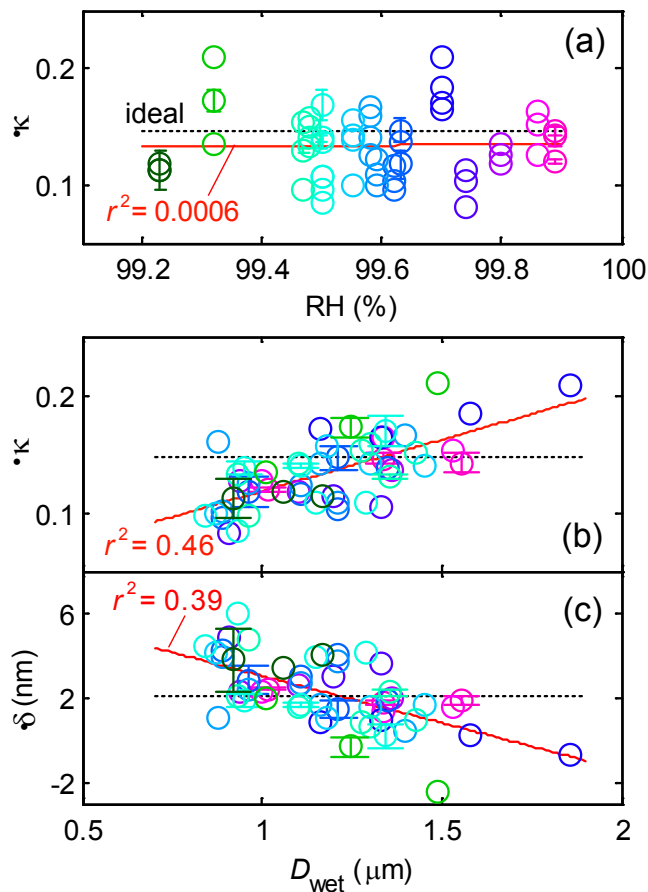 (a)
0.2
ideal
•κ
0.1
r² = 0.0006
99.2 99.4 99.6 99.8 100
RH (%)
(b)
0.2
•κ
0.1
r² = 0.46
(c)
r² = 0.39
6
•δ (nm)
2
-2
0.5 1 1.5 2
D_wet (μm)